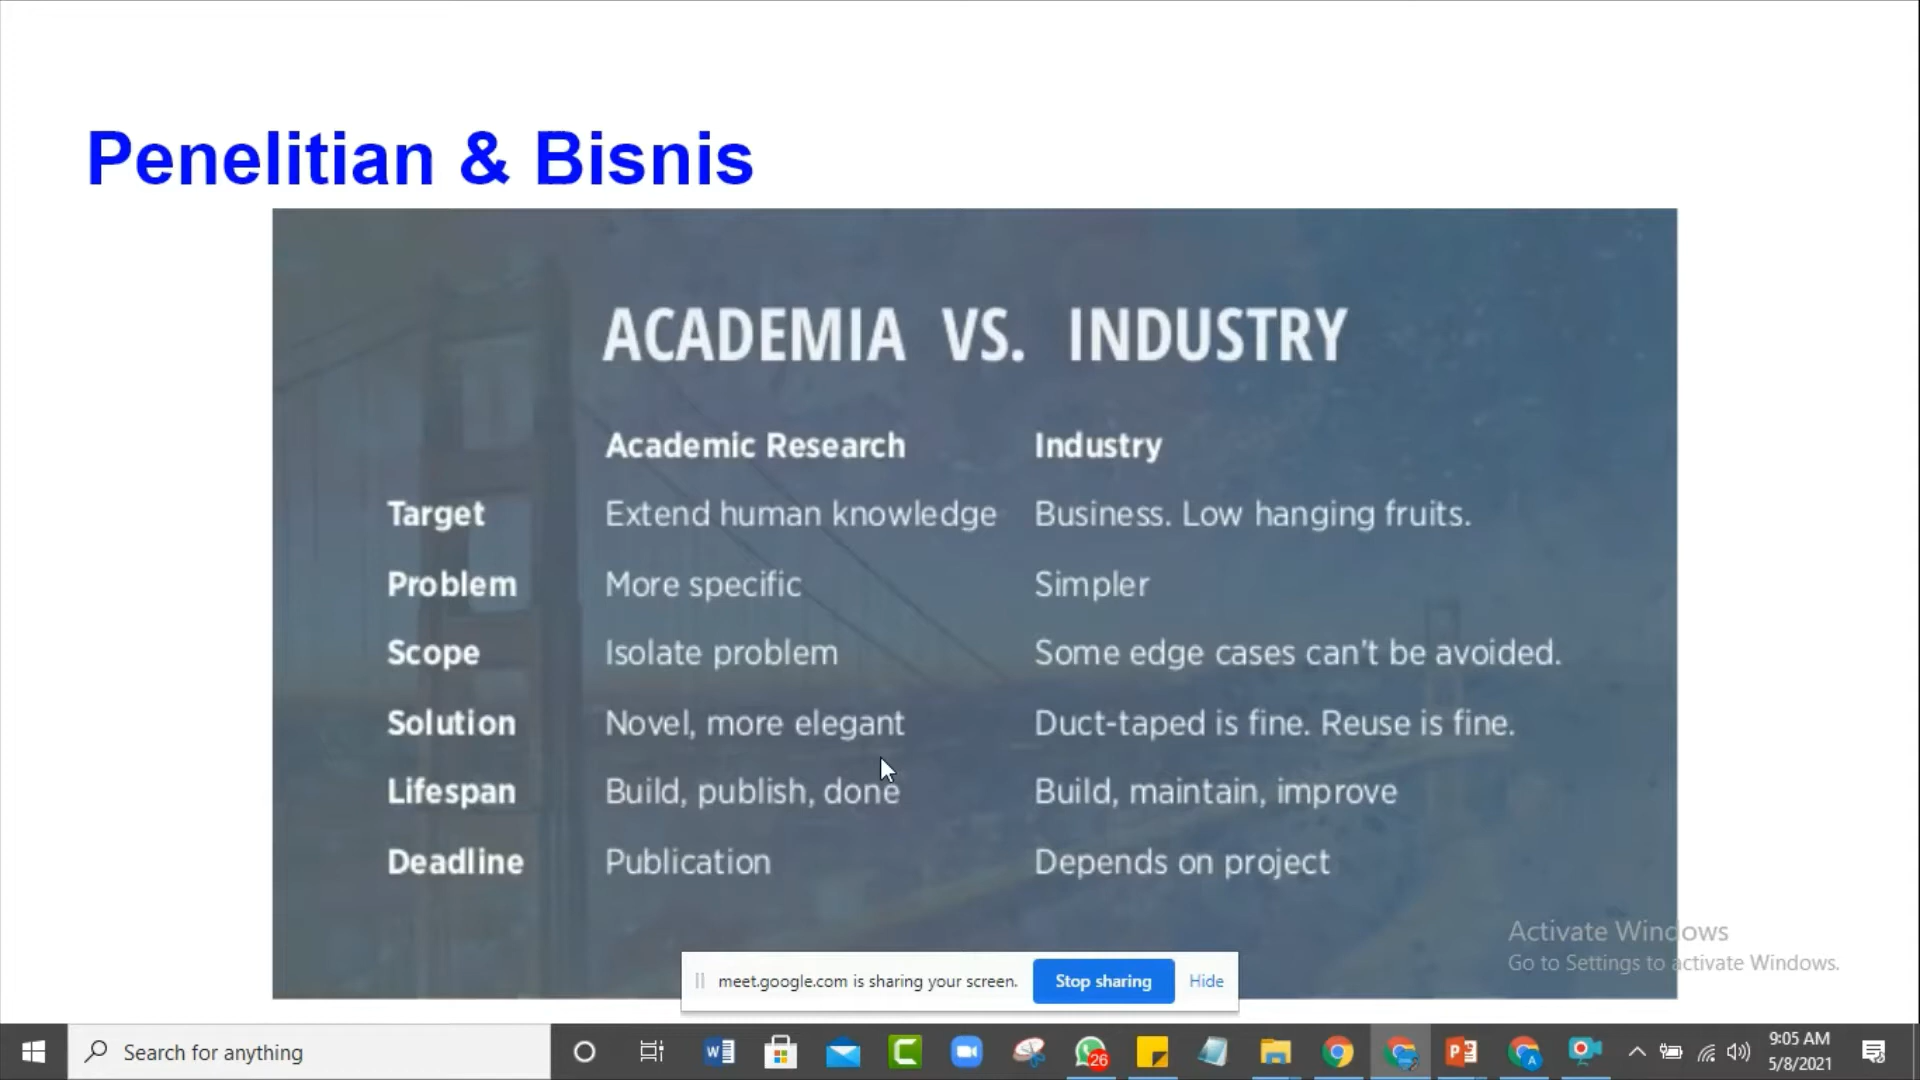 Penelitian & Bisnis
ACADEMIA VS. INDUSTRY
Academic Research Industry
Target Extend human knowledge Business. Low hanging fruits.
Problem More specific Simpler
Scope Isolate problem Some edge cases can't be avoided.
Solution Novel, more elegant Duct-taped is fine. Reuse is fine.
Lifespan Build, publish, done Build, maintain, improve
Deadline Publication Depends on project
Activate Windows
Go to Settings to activate Windows.
meet.google.com is sharing your screen. Stop sharing Hide
Search for anything
26
9:05 AM
5/8/2021